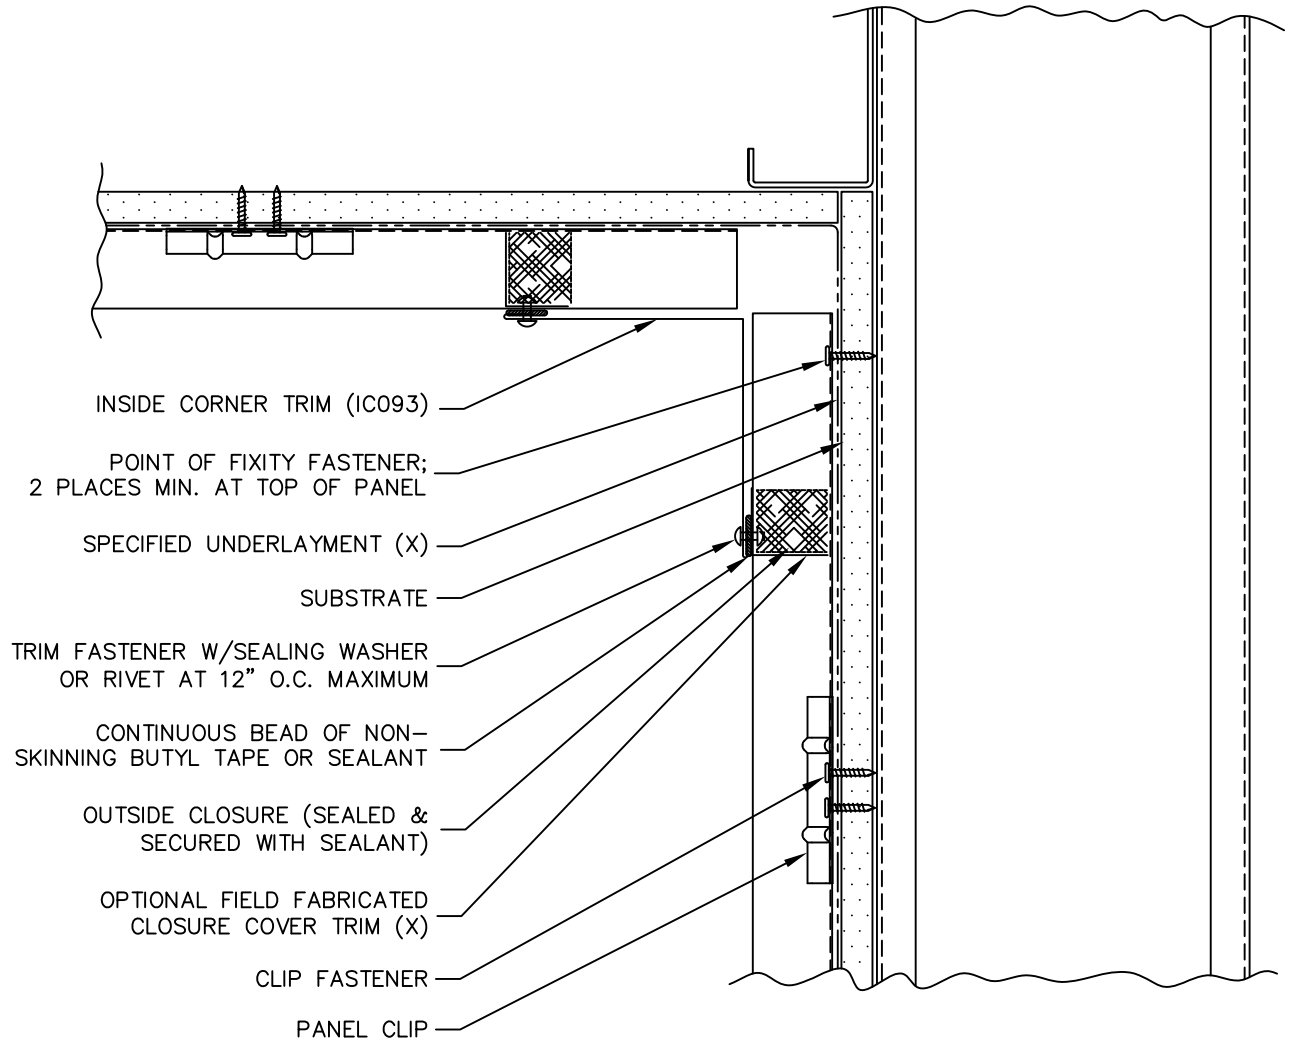 INSIDE CORNER TRIM (IC093)
POINT OF FIXITY FASTENER;
2 PLACES MIN. AT TOP OF PANEL
SPECIFIED UNDERLAYMENT (X)
SUBSTRATE
TRIM FASTENER W/SEALING WASHER
OR RIVET AT 12" O.C. MAXIMUM
CONTINUOUS BEAD OF NON-
SKINNING BUTYL TAPE OR SEALANT
OUTSIDE CLOSURE (SEALED &
SECURED WITH SEALANT)
OPTIONAL FIELD FABRICATED
CLOSURE COVER TRIM (X)
CLIP FASTENER
PANEL CLIP